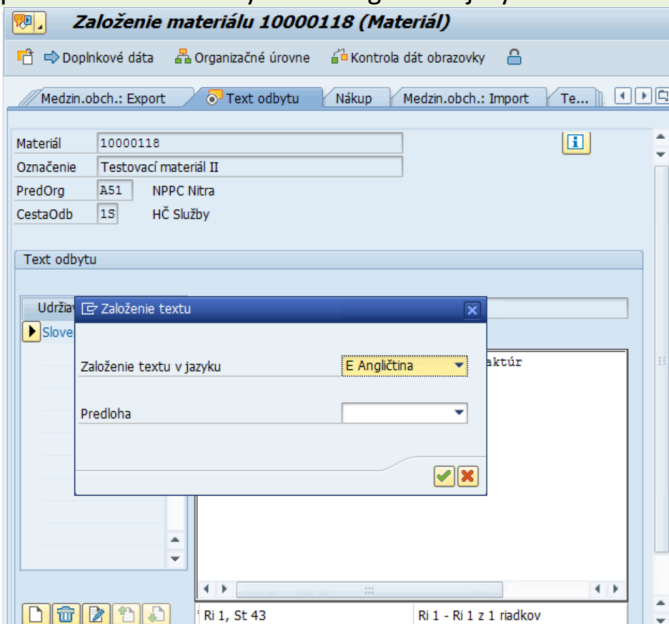 Založenie materiálu 10000118 (Materiál)
Doplnkové dáta Organizačné úrovne Kontrola dát obrazovky
Medzin.obch.: Export Text odbytu Nákup Medzin.obch.: Import Te...
Materiál 10000118
Označenie Testovací materiál II
PredOrg A51 NPPC Nitra
CestaOdb 1S HČ Služby
Text odbytu
Udržia
Založenie textu
Slove
Založenie textu v jazyku E Angličtina
aktúr
Predloha
Ri 1, St 43 Ri 1 - Ri 1 z 1 riadkov